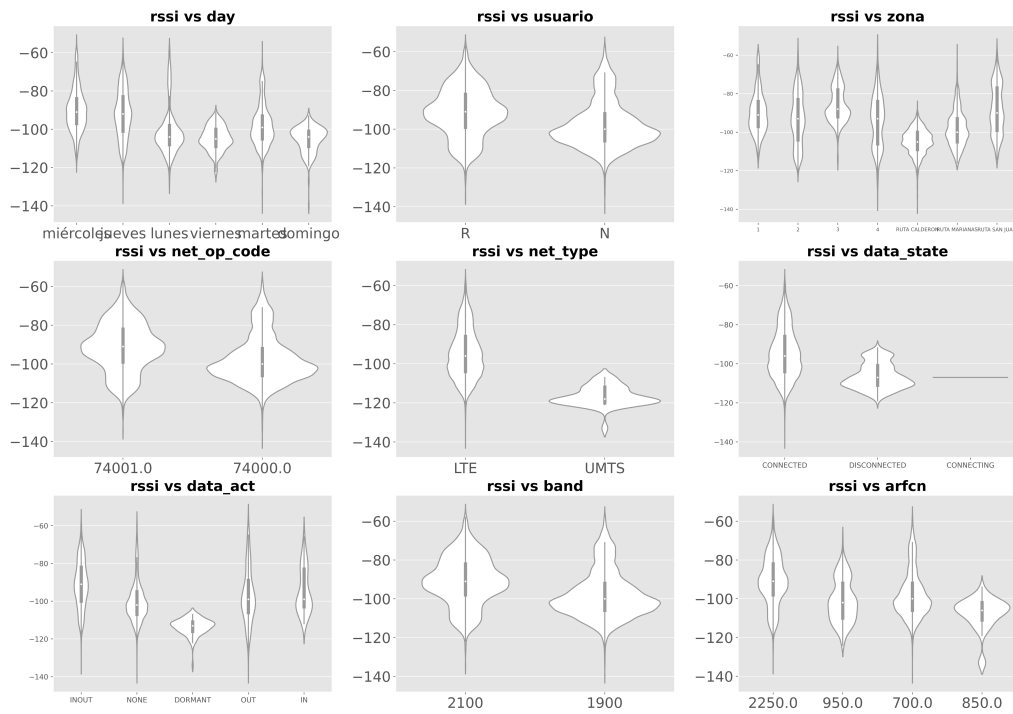 rssi vs day
−60
−80
−100
−120
−140
miércoles jueves lunes viernes martes domingo
rssi vs usuario
−60
−80
−100
−120
−140
R N
rssi vs zona
−60
−80
−100
−120
−140
1 2 3 4 RUTA CALDERON RUTA MARIANAS RUTA SAN JUA
rssi vs net_op_code
−60
−80
−100
−120
−140
74001.0 74000.0
rssi vs net_type
−60
−80
−100
−120
−140
LTE UMTS
rssi vs data_state
−60
−80
−100
−120
−140
CONNECTED DISCONNECTED CONNECTING
rssi vs data_act
−60
−80
−100
−120
−140
INOUT NONE DORMANT OUT IN
rssi vs band
−60
−80
−100
−120
−140
2100 1900
rssi vs arfcn
−60
−80
−100
−120
−140
2250.0 950.0 700.0 850.0